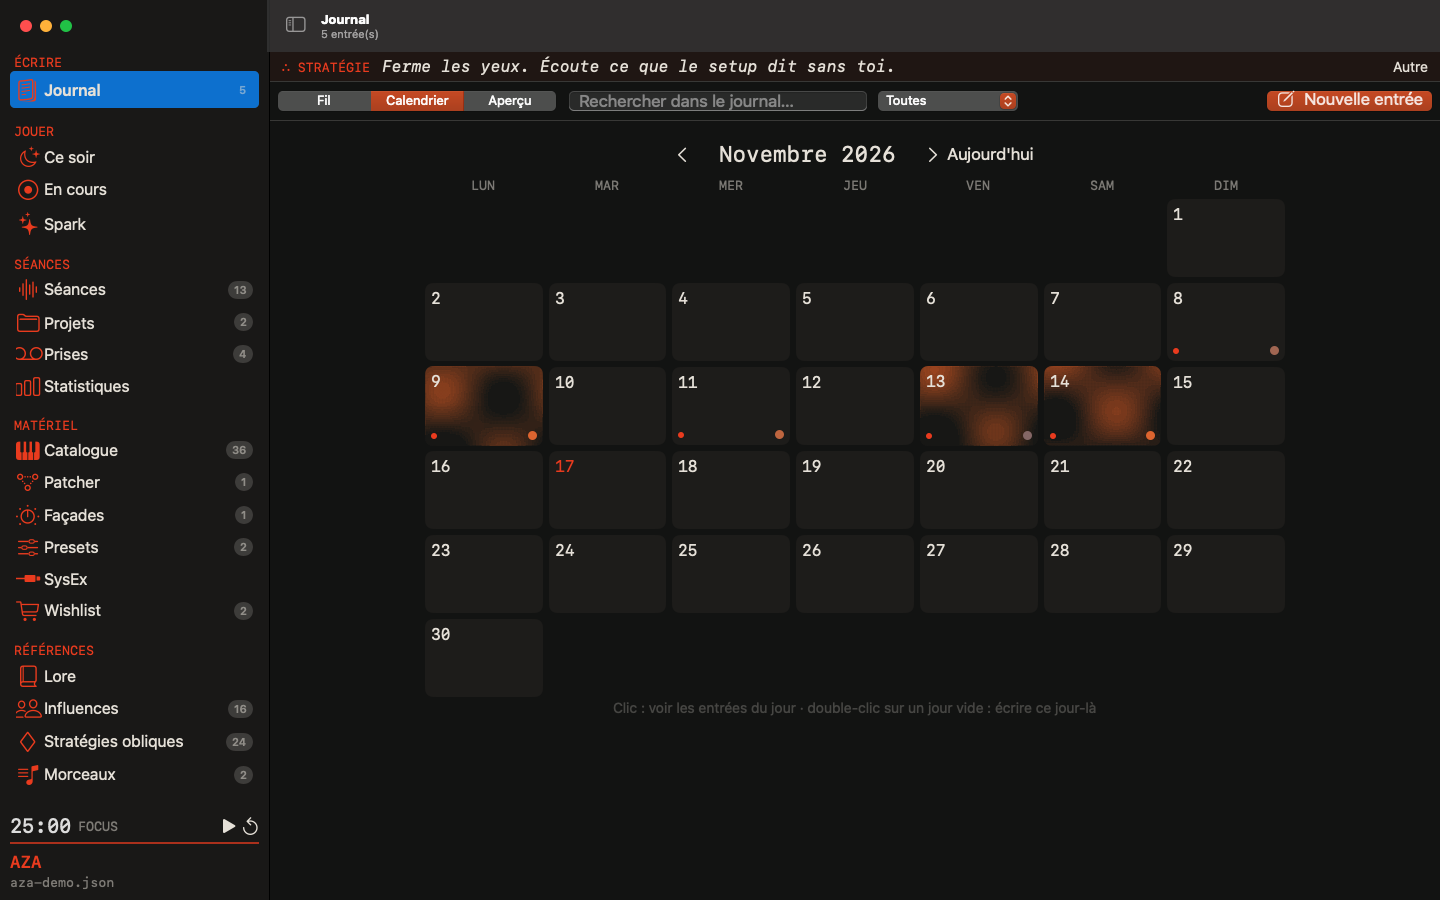 ÉCRIRE
Journal 5
JOUER
Ce soir
En cours
Spark
SÉANCES
Séances 13
Projets 2
Prises 4
Statistiques
MATÉRIEL
Catalogue 36
Patcher 1
Façades 1
Presets 2
SysEx
Wishlist 2
RÉFÉRENCES
Lore
Influences 16
Stratégies obliques 24
Morceaux 2
25:00 FOCUS
AZA
aza-demo.json
Journal
5 entrée(s)
∴ STRATÉGIE Ferme les yeux. Écoute ce que le setup dit sans toi. Autre
Fil Calendrier Aperçu Rechercher dans le journal... Toutes Nouvelle entrée
Novembre 2026 Aujourd'hui
LUN MAR MER JEU VEN SAM DIM
1
2 3 4 5 6 7 8
9 10 11 12 13 14 15
16 17 18 19 20 21 22
23 24 25 26 27 28 29
30
Clic : voir les entrées du jour · double-clic sur un jour vide : écrire ce jour-là